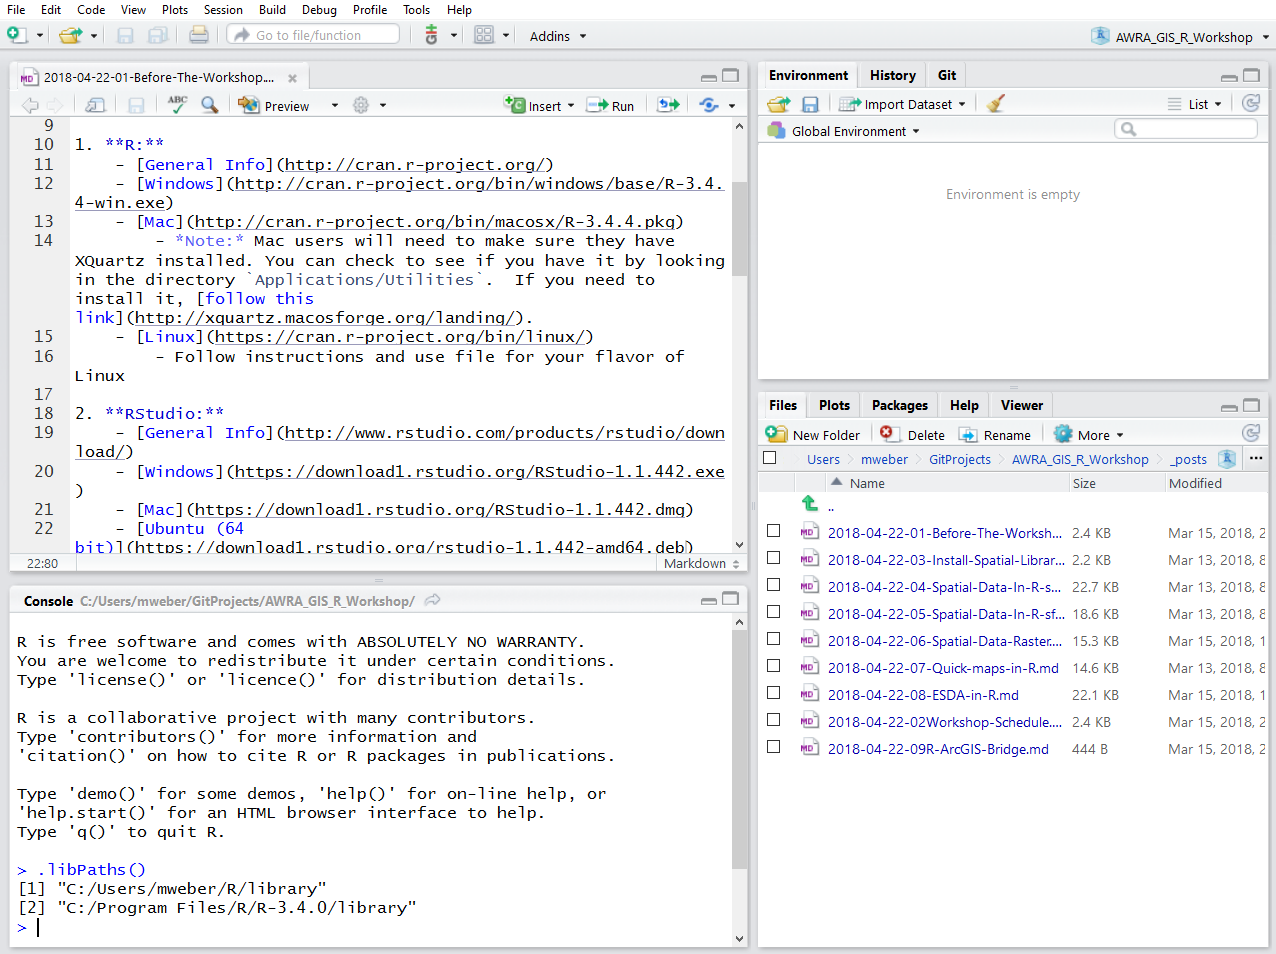 File Edit Code View Plots Session Build Debug Profile Tools Help
Go to file/function Addins AWRA_GIS_R_Workshop
2018-04-22-01-Before-The-Workshop....
ABC Preview Insert Run
9
10 1. **R:**
11 - [General Info](http://cran.r-project.org/)
12 - [Windows](http://cran.r-project.org/bin/windows/base/R-3.4.
4-win.exe)
13 - [Mac](http://cran.r-project.org/bin/macosx/R-3.4.4.pkg)
14 - *Note:* Mac users will need to make sure they have
XQuartz installed. You can check to see if you have it by looking
in the directory `Applications/Utilities`.  If you need to
install it, [follow this
link](http://xquartz.macosforge.org/landing/).
15 - [Linux](https://cran.r-project.org/bin/linux/)
16 - Follow instructions and use file for your flavor of
Linux
17
18 2. **RStudio:**
19 - [General Info](http://www.rstudio.com/products/rstudio/down
load/)
20 - [Windows](https://download1.rstudio.org/RStudio-1.1.442.exe
)
21 - [Mac](https://download1.rstudio.org/RStudio-1.1.442.dmg)
22 - [Ubuntu (64
bit)](https://download1.rstudio.org/rstudio-1.1.442-amd64.deb)
22:80 Markdown
Console C:/Users/mweber/GitProjects/AWRA_GIS_R_Workshop/
R is free software and comes with ABSOLUTELY NO WARRANTY.
You are welcome to redistribute it under certain conditions.
Type 'license()' or 'licence()' for distribution details.
R is a collaborative project with many contributors.
Type 'contributors()' for more information and
'citation()' on how to cite R or R packages in publications.
Type 'demo()' for some demos, 'help()' for on-line help, or
'help.start()' for an HTML browser interface to help.
Type 'q()' to quit R.
> .libPaths()
[1] "C:/Users/mweber/R/library"
[2] "C:/Program Files/R/R-3.4.0/library"
>
Environment History Git
Import Dataset List
Global Environment
Environment is empty
Files Plots Packages Help Viewer
New Folder Delete Rename More
Users mweber GitProjects AWRA_GIS_R_Workshop _posts ...
Name Size Modified
..
2018-04-22-01-Before-The-Worksh... 2.4 KB Mar 15, 2018, 2
2018-04-22-03-Install-Spatial-Librar... 2.2 KB Mar 13, 2018, 8
2018-04-22-04-Spatial-Data-In-R-s... 22.7 KB Mar 13, 2018, 8
2018-04-22-05-Spatial-Data-In-R-sf... 18.6 KB Mar 13, 2018, 8
2018-04-22-06-Spatial-Data-Raster.... 15.3 KB Mar 15, 2018, 1
2018-04-22-07-Quick-maps-in-R.md 14.6 KB Mar 13, 2018, 8
2018-04-22-08-ESDA-in-R.md 22.1 KB Mar 15, 2018, 1
2018-04-22-02Workshop-Schedule.... 2.4 KB Mar 15, 2018, 2
2018-04-22-09R-ArcGIS-Bridge.md 444 B Mar 15, 2018, 2